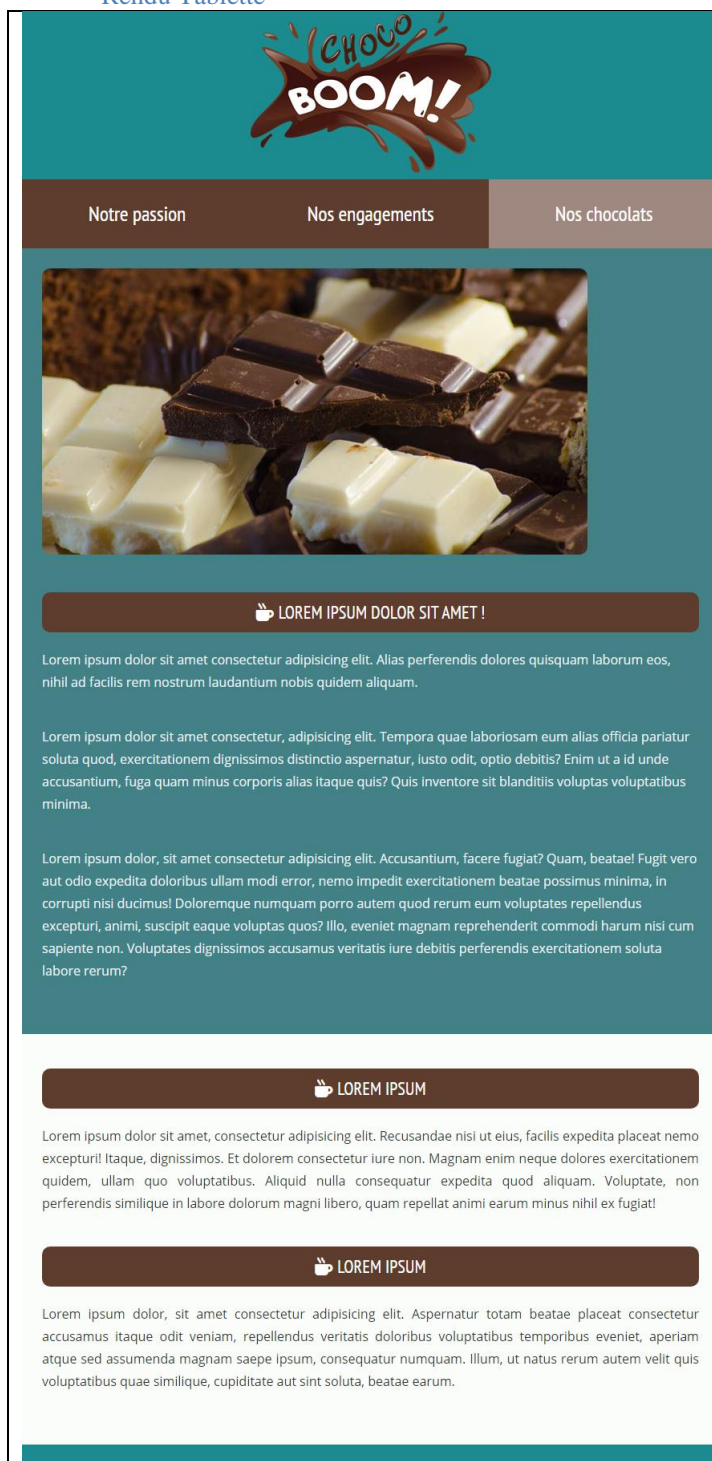 Rendu Tablette
CHOCO
BOOM!
Notre passion
Nos engagements
Nos chocolats
LOREM IPSUM DOLOR SIT AMET !
Lorem ipsum dolor sit amet consectetur adipisicing elit. Alias perferendis dolores quisquam laborum eos,
nihil ad facilis rem nostrum laudantium nobis quidem aliquam.
Lorem ipsum dolor sit amet consectetur, adipisicing elit. Tempora quae laboriosam eum alias officia pariatur
soluta quod, exercitationem dignissimos distinctio aspernatur, iusto odit, optio debitis? Enim ut a id unde
accusantium, fuga quam minus corporis alias itaque quis? Quis inventore sit blanditiis voluptas voluptatibus
minima.
Lorem ipsum dolor, sit amet consectetur adipisicing elit. Accusantium, facere fugiat? Quam, beatae! Fugit vero
aut odio expedita doloribus ullam modi error, nemo impedit exercitationem beatae possimus minima, in
corrupti nisi ducimus! Doloremque numquam porro autem quod rerum eum voluptates repellendus
excepturi, animi, suscipit eaque voluptas quos? Illo, eveniet magnam reprehenderit commodi harum nisi cum
sapiente non. Voluptates dignissimos accusamus veritatis iure debitis perferendis exercitationem soluta
labore rerum?
LOREM IPSUM
Lorem ipsum dolor sit amet, consectetur adipisicing elit. Recusandae nisi ut eius, facilis expedita placeat nemo
excepturi! Itaque, dignissimos. Et dolorem consectetur iure non. Magnam enim neque dolores exercitationem
quidem, ullam quo voluptatibus. Aliquid nulla consequatur expedita quod aliquam. Voluptate, non
perferendis similique in labore dolorum magni libero, quam repellat animi earum minus nihil ex fugiat!
LOREM IPSUM
Lorem ipsum dolor, sit amet consectetur adipisicing elit. Aspernatur totam beatae placeat consectetur
accusamus itaque odit veniam, repellendus veritatis doloribus voluptatibus temporibus eveniet, aperiam
atque sed assumenda magnam saepe ipsum, consequatur numquam. Illum, ut natus rerum autem velit quis
voluptatibus quae similique, cupiditate aut sint soluta, beatae earum.